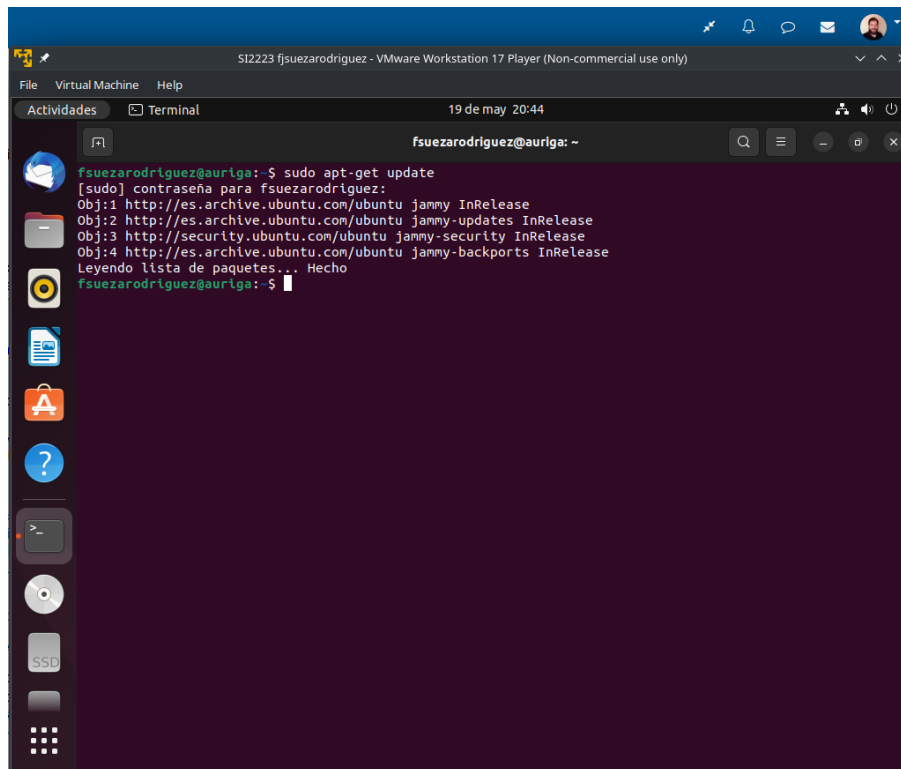 SI2223 fjsuezarodriguez - VMware Workstation 17 Player (Non-commercial use only)
File Virtual Machine Help
Actividades Terminal 19 de may 20:44
fsuezarodriguez@auriga: ~
fsuezarodriguez@auriga:~$ sudo apt-get update
[sudo] contraseña para fsuezarodriguez:
Obj:1 http://es.archive.ubuntu.com/ubuntu jammy InRelease
Obj:2 http://es.archive.ubuntu.com/ubuntu jammy-updates InRelease
Obj:3 http://security.ubuntu.com/ubuntu jammy-security InRelease
Obj:4 http://es.archive.ubuntu.com/ubuntu jammy-backports InRelease
Leyendo lista de paquetes... Hecho
fsuezarodriguez@auriga:~$
SSD